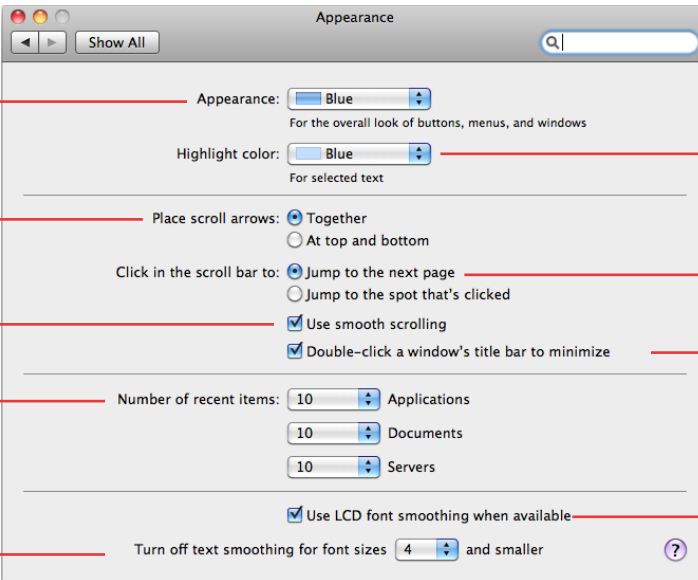 Appearance
Show All
Appearance: Blue
For the overall look of buttons, menus, and windows
Highlight color: Blue
For selected text
Place scroll arrows: Together
At top and bottom
Click in the scroll bar to: Jump to the next page
Jump to the spot that's clicked
Use smooth scrolling
Double-click a window's title bar to minimize
Number of recent items: 10 Applications
10 Documents
10 Servers
Use LCD font smoothing when available
Turn off text smoothing for font sizes 4 and smaller ?